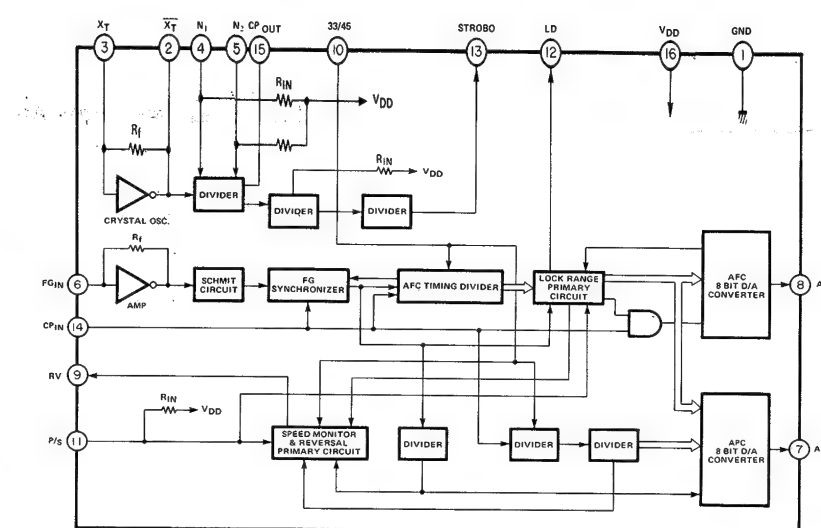 XT XT N1 N2 CP OUT 33/45 STROBO LD VDD GND
3 2 4 5 15 10 13 12 16 1
RIN
VDD
Rf
RIN
VDD
DIVIDER
DIVIDER
DIVIDER
CRYSTAL OSC.
Rf
FGIN 6
AMP
SCHMIT
CIRCUIT
FG
SYNCHRONIZER
AFC TIMING DIVIDER
LOCK RANGE
PRIMARY
CIRCUIT
AFC
8 BIT D/A
CONVERTER
8 A
CPIN 14
RV 9
RIN
VDD
P/S 11
SPEED MONITOR
& REVERSAL
PRIMARY CIRCUIT
DIVIDER
DIVIDER
DIVIDER
APC
8 BIT D/A
CONVERTER
7 A